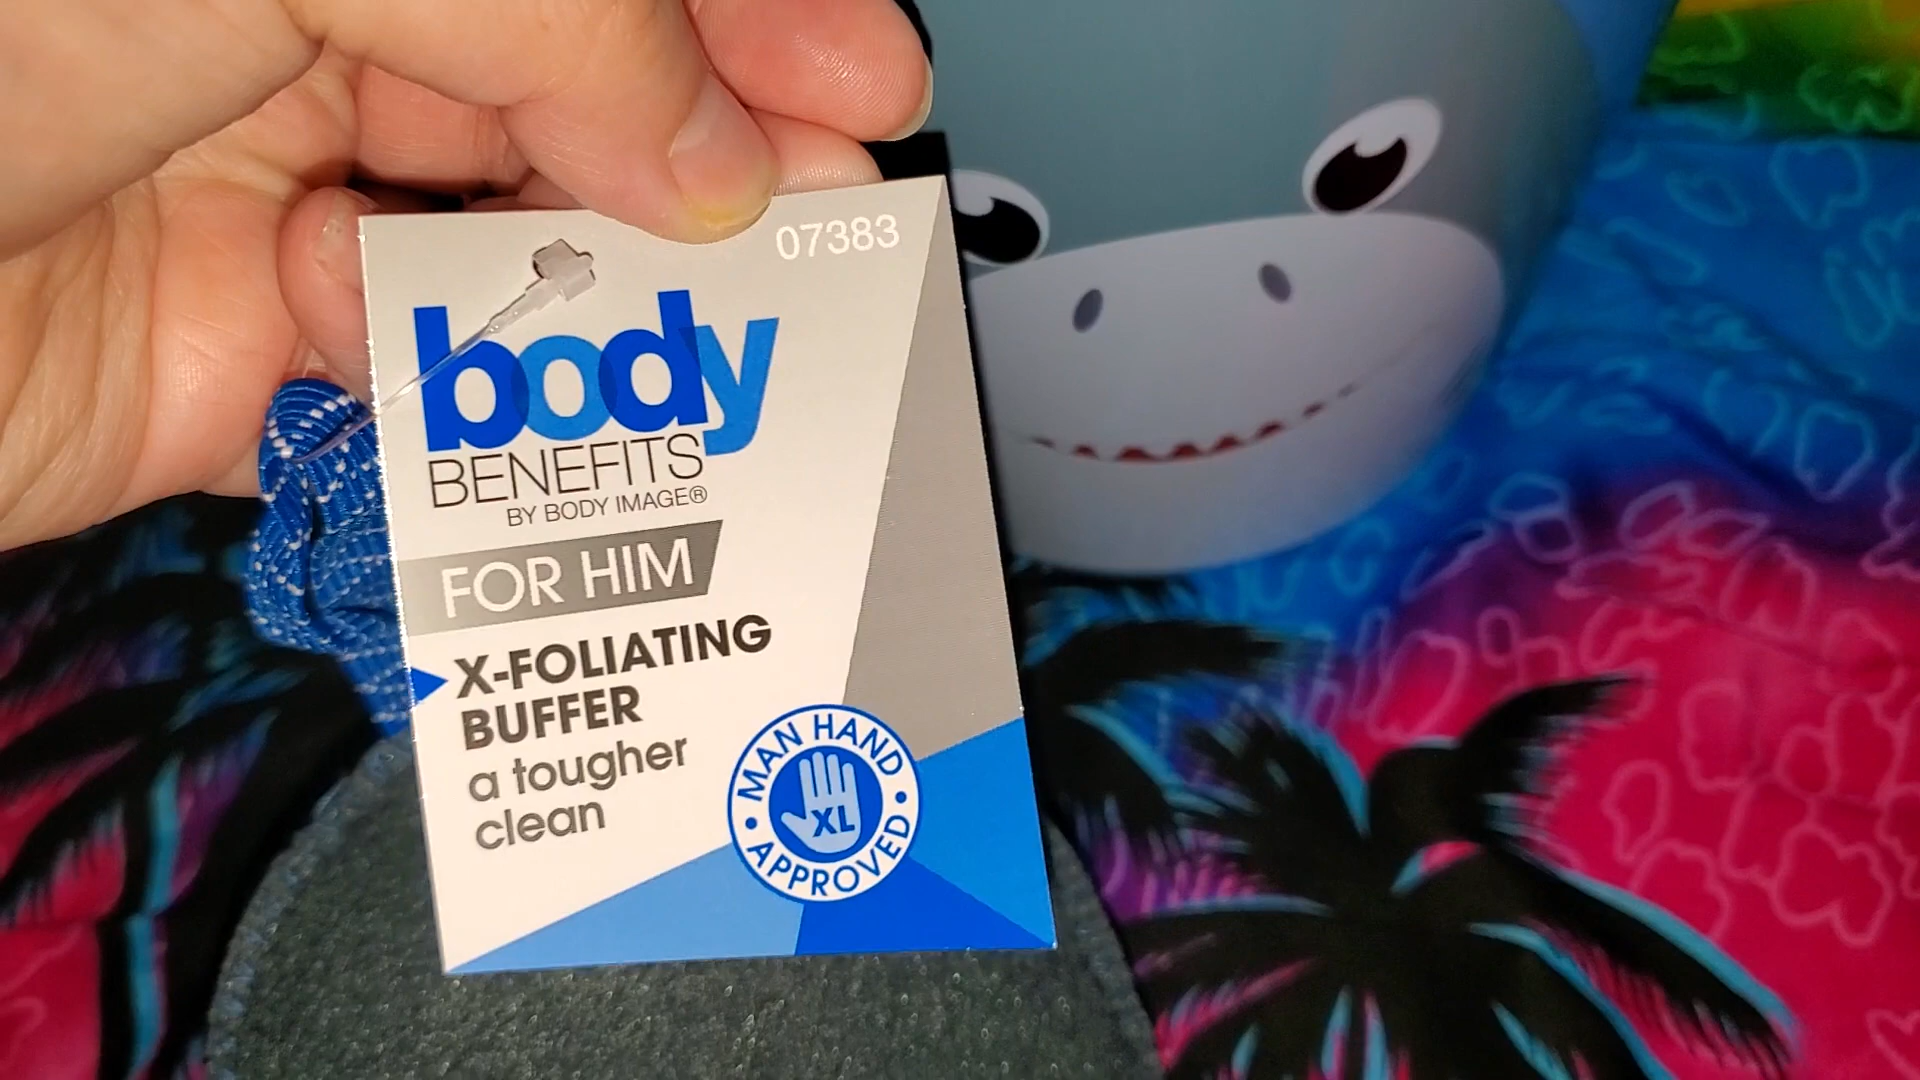 07383
body
BENEFITS
BY BODY IMAGE®
FOR HIM
X-FOLIATING
BUFFER
a tougher
clean
MAN HAND
XL
APPROVED